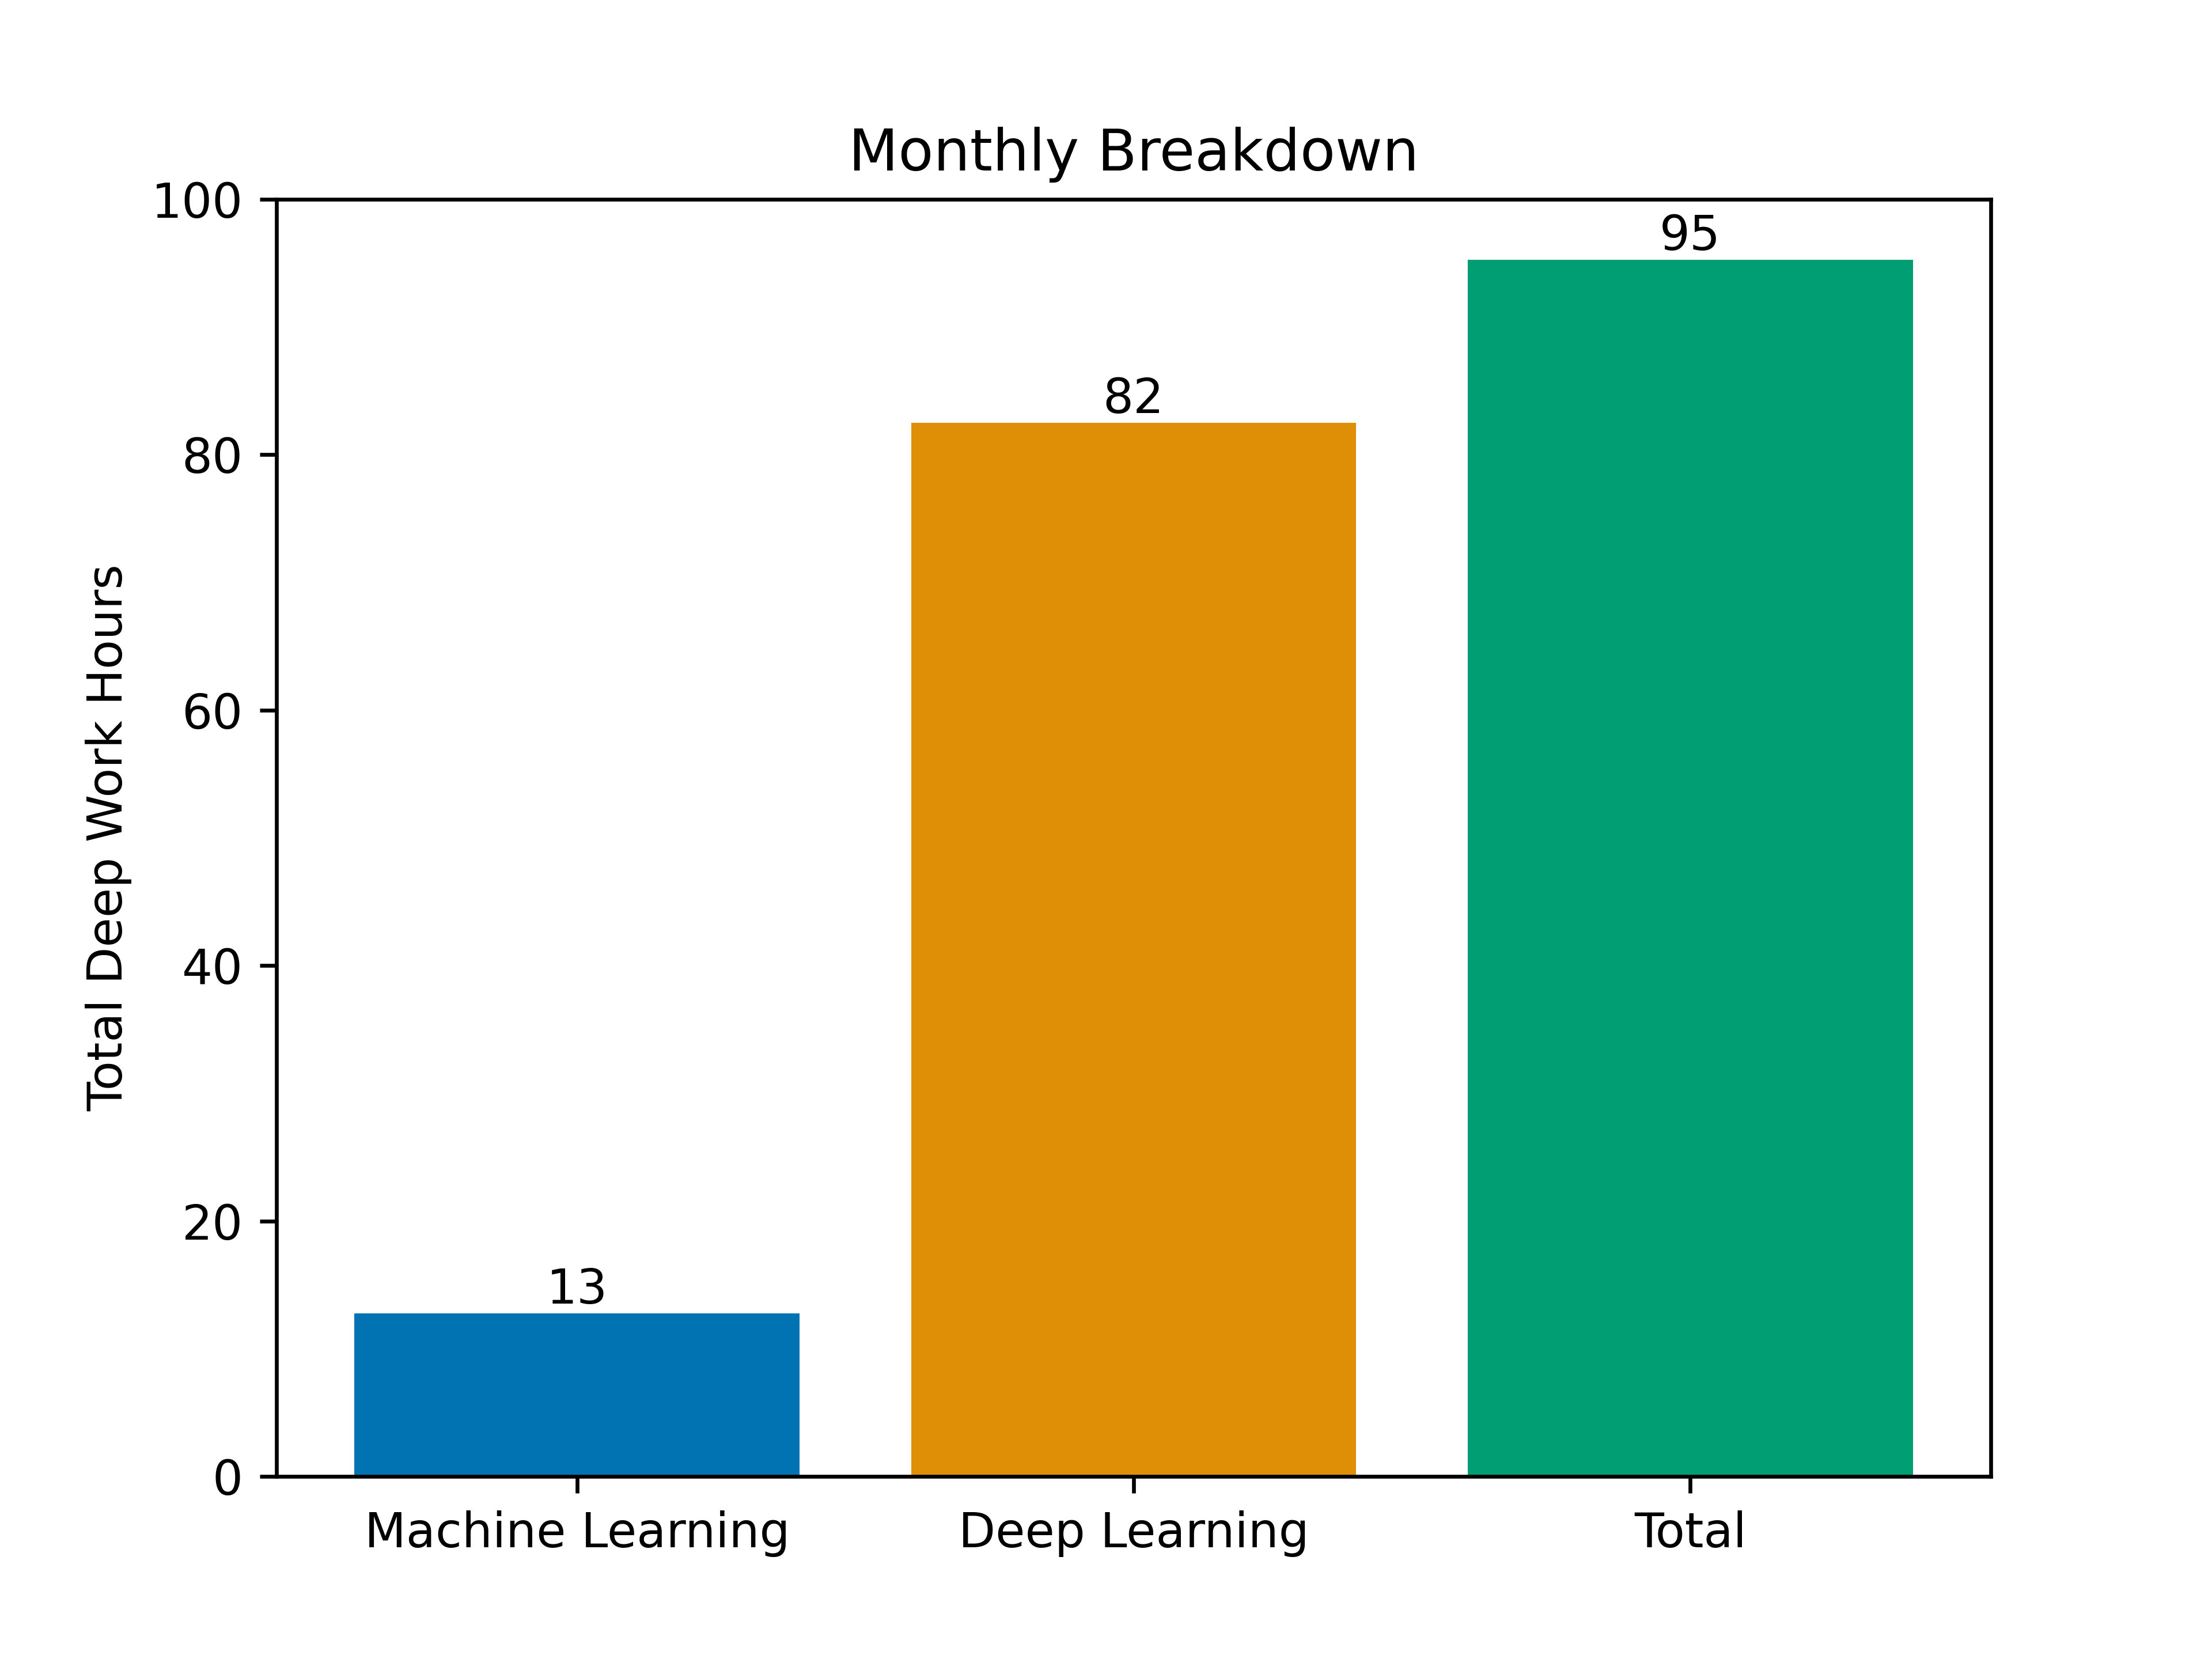 Monthly Breakdown
Total Deep Work Hours
100
80
60
40
20
0
13
82
95
Machine Learning
Deep Learning
Total